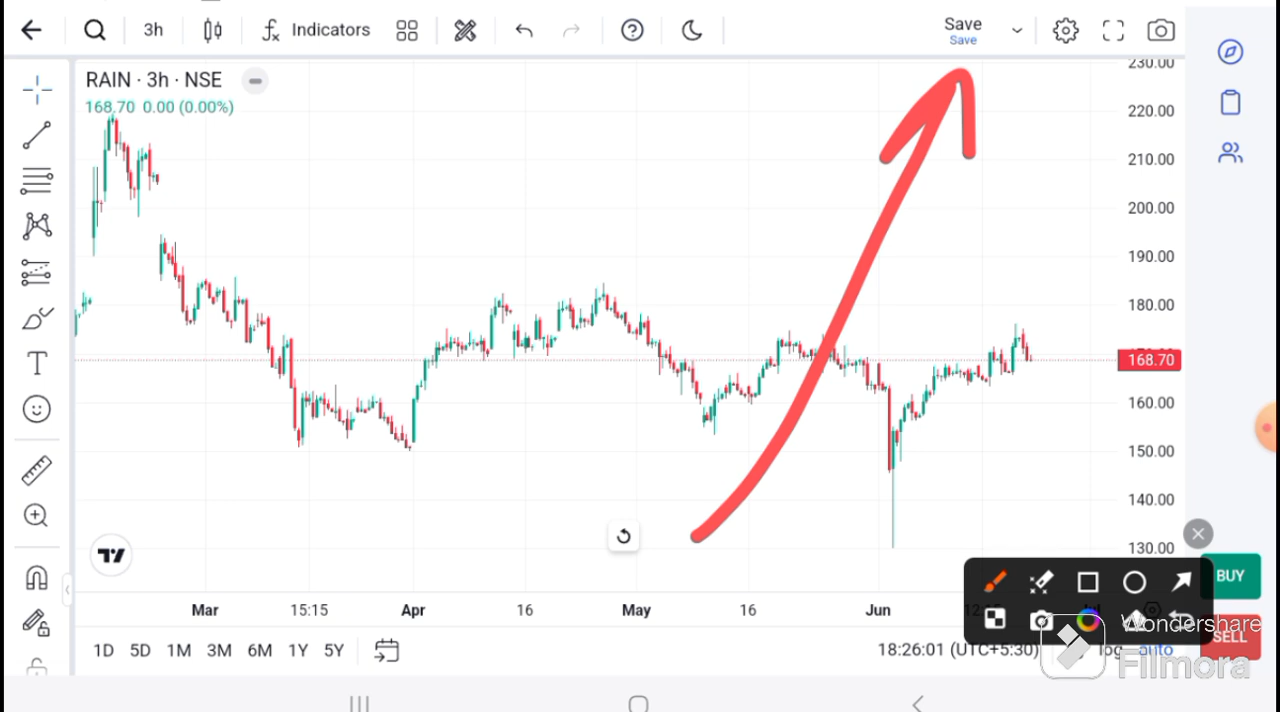 3h
Indicators
Save
Save
RAIN · 3h · NSE
168.70 0.00 (0.00%)
230.00
220.00
210.00
200.00
190.00
180.00
168.70
160.00
150.00
140.00
130.00
BUY
SELL
Mar 15:15 Apr 16 May 16 Jun
1D 5D 1M 3M 6M 1Y 5Y
18:26:01 (UTC+5:30)
auto
Wondershare
Filmora